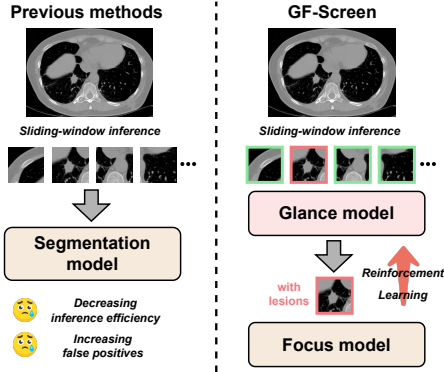 Previous methods
Sliding-window inference
...
Segmentation
model
Decreasing
inference efficiency
Increasing
false positives
GF-Screen
Sliding-window inference
...
Glance model
with
lesions
Reinforcement
Learning
Focus model